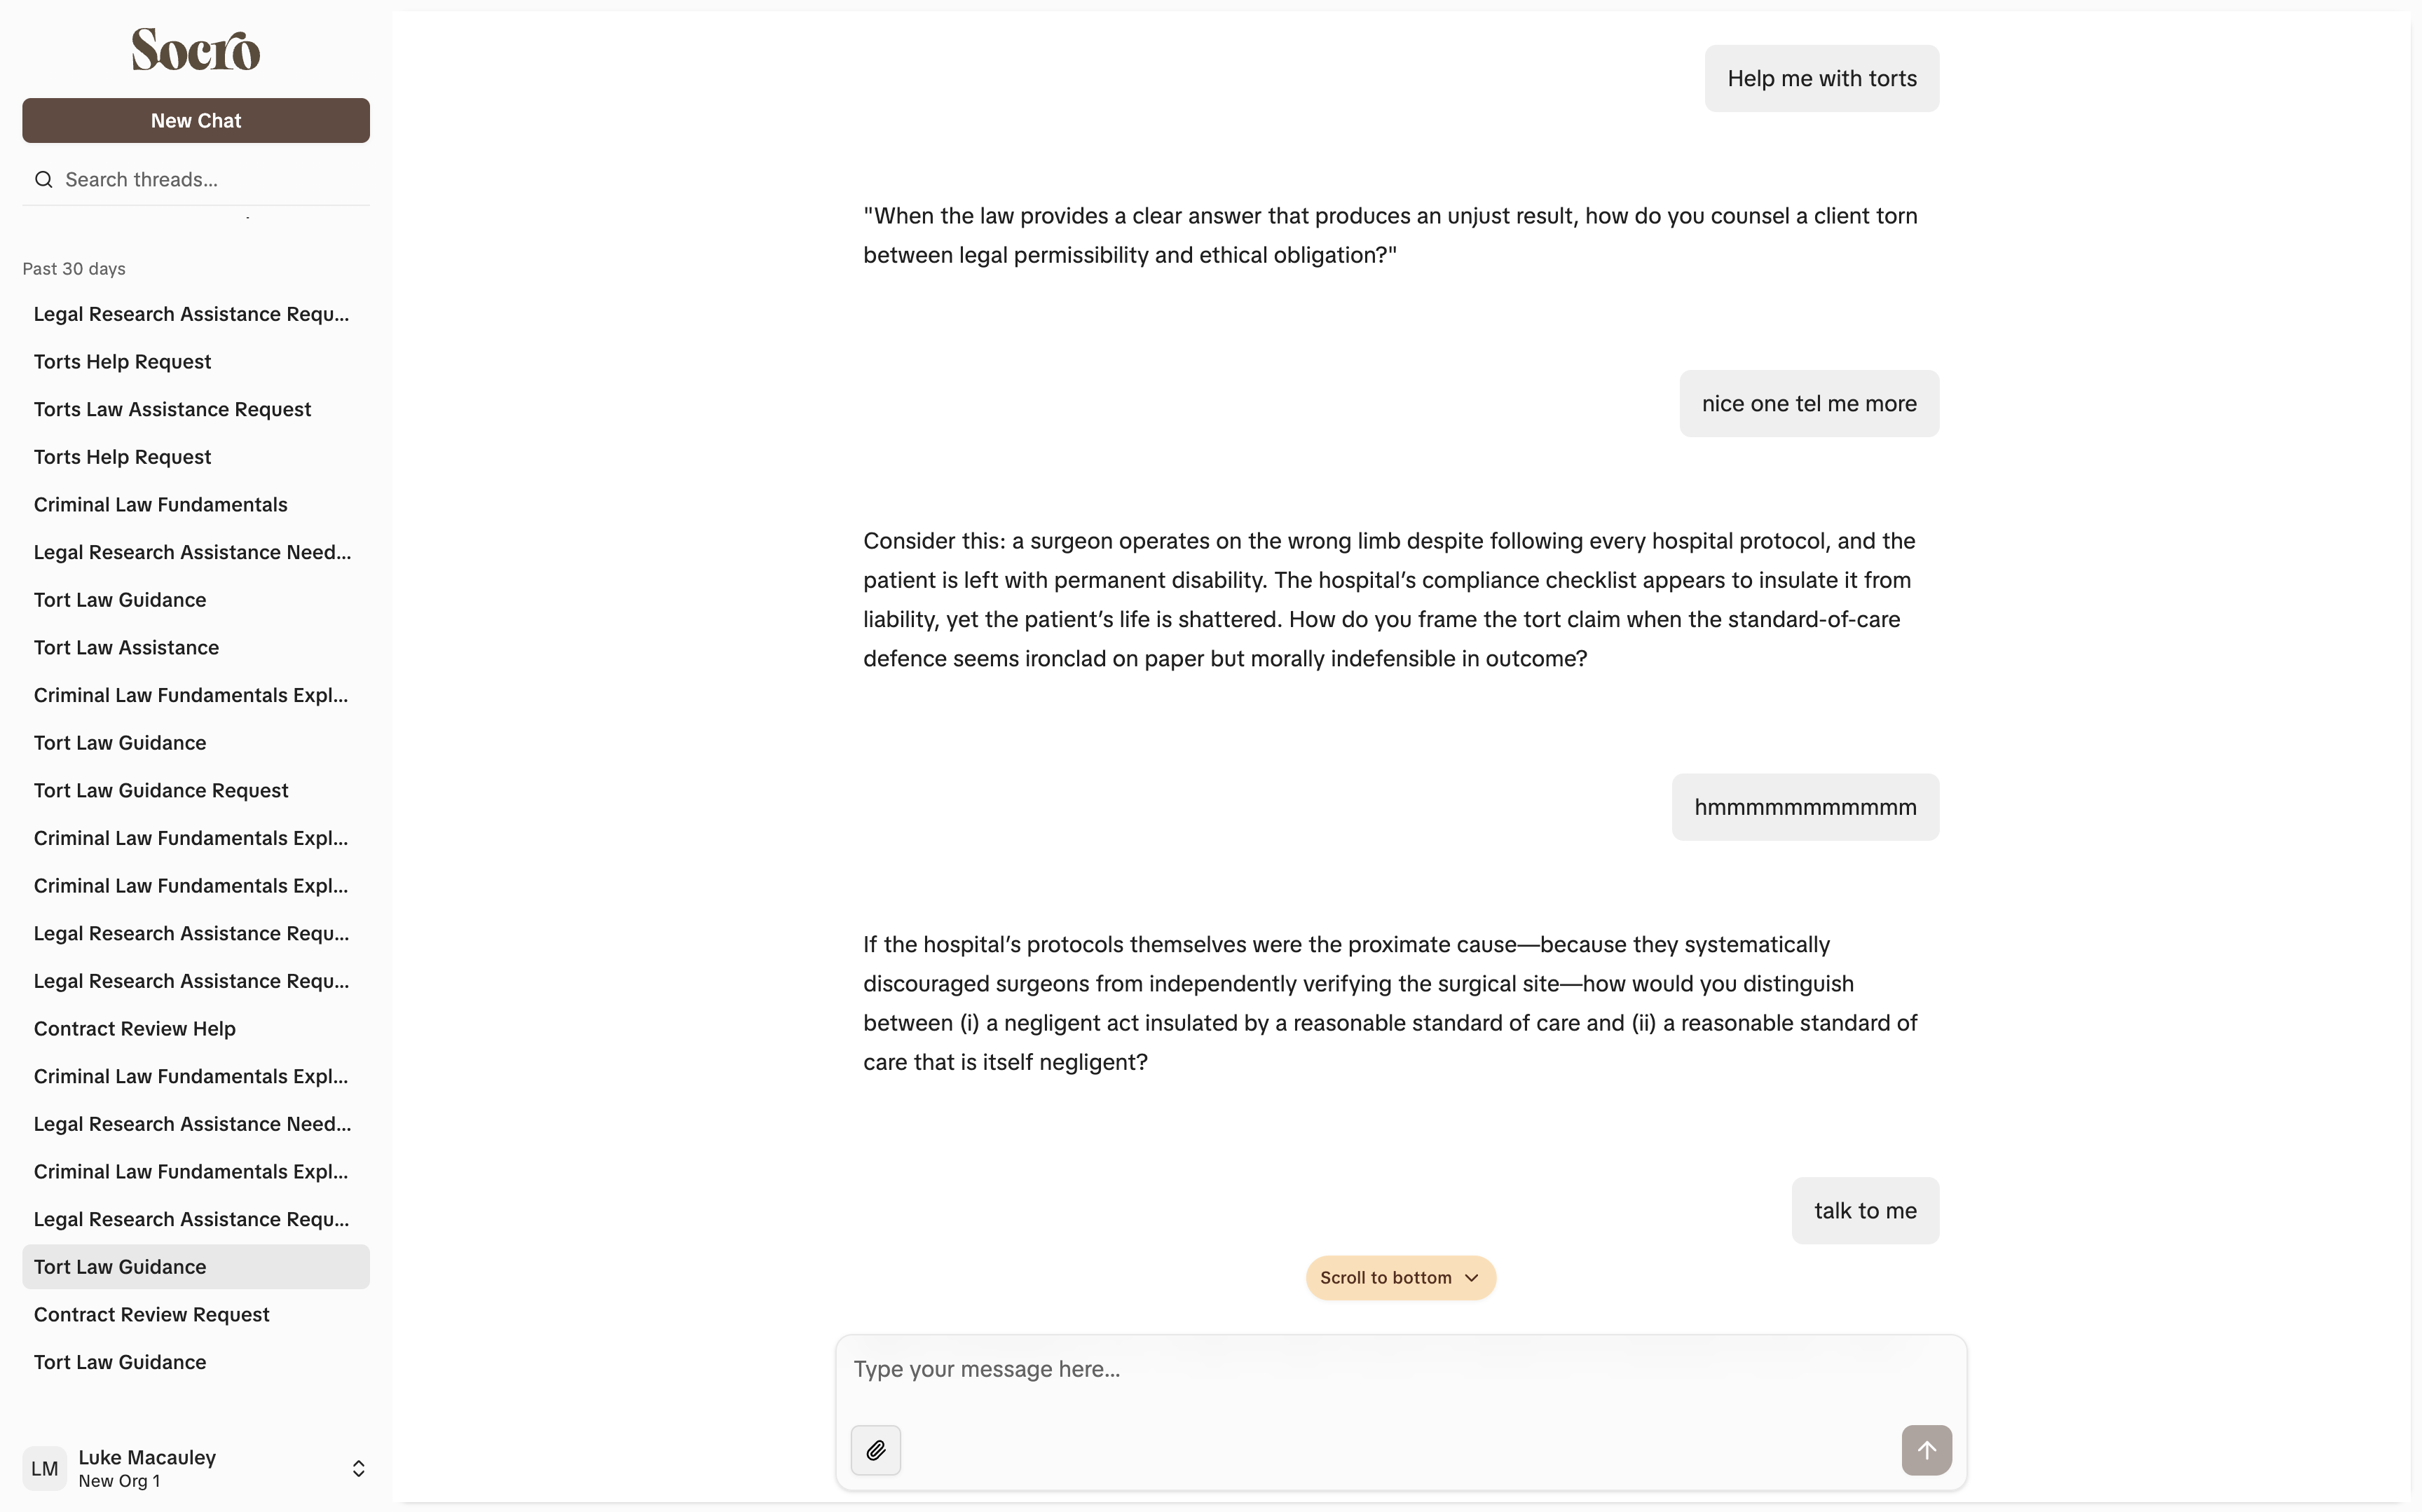 Socro
New Chat
Search threads...
Past 30 days
Legal Research Assistance Requ...
Torts Help Request
Torts Law Assistance Request
Torts Help Request
Criminal Law Fundamentals
Legal Research Assistance Need...
Tort Law Guidance
Tort Law Assistance
Criminal Law Fundamentals Expl...
Tort Law Guidance
Tort Law Guidance Request
Criminal Law Fundamentals Expl...
Criminal Law Fundamentals Expl...
Legal Research Assistance Requ...
Legal Research Assistance Requ...
Contract Review Help
Criminal Law Fundamentals Expl...
Legal Research Assistance Need...
Criminal Law Fundamentals Expl...
Legal Research Assistance Requ...
Tort Law Guidance
Contract Review Request
Tort Law Guidance
LM
Luke Macauley
New Org 1
Help me with torts
"When the law provides a clear answer that produces an unjust result, how do you counsel a client torn
between legal permissibility and ethical obligation?"
nice one tel me more
Consider this: a surgeon operates on the wrong limb despite following every hospital protocol, and the
patient is left with permanent disability. The hospital’s compliance checklist appears to insulate it from
liability, yet the patient’s life is shattered. How do you frame the tort claim when the standard-of-care
defence seems ironclad on paper but morally indefensible in outcome?
hmmmmmmmmmmm
If the hospital’s protocols themselves were the proximate cause—because they systematically
discouraged surgeons from independently verifying the surgical site—how would you distinguish
between (i) a negligent act insulated by a reasonable standard of care and (ii) a reasonable standard of
care that is itself negligent?
talk to me
Scroll to bottom
Type your message here...